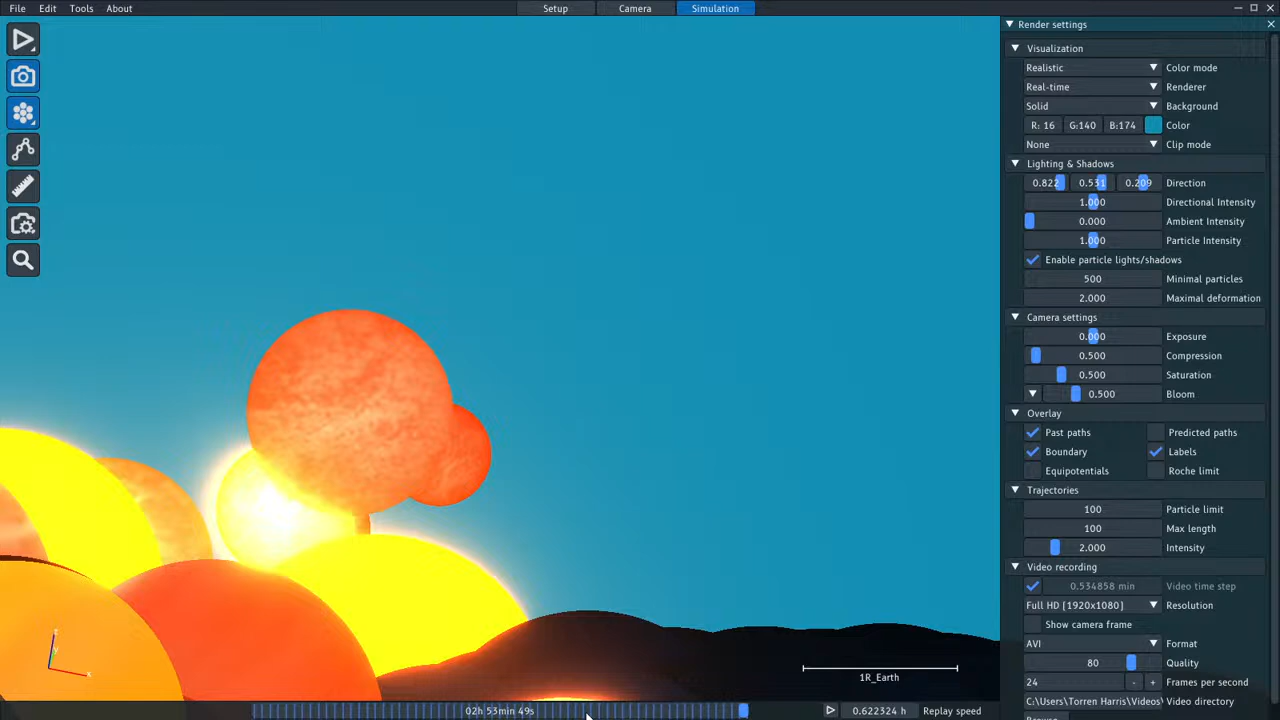 File Edit Tools About Setup Camera Simulation
Render settings
Visualization
Realistic Color mode
Real-time Renderer
Solid Background
R: 16 G:140 B:174 Color
None Clip mode
Lighting & Shadows
0.822 0.531 0.209 Direction
1.000 Directional Intensity
0.000 Ambient Intensity
1.000 Particle Intensity
Enable particle lights/shadows
500 Minimal particles
2.000 Maximal deformation
Camera settings
0.000 Exposure
0.500 Compression
0.500 Saturation
0.500 Bloom
Overlay
Past paths Predicted paths
Boundary Labels
Equipotentials Roche limit
Trajectories
100 Particle limit
100 Max length
2.000 Intensity
Video recording
0.534858 min Video time step
Full HD [1920x1080] Resolution
Show camera frame
AVI Format
80 Quality
24 - + Frames per second
C:\Users\Torren Harris\Videos\ Video directory
z
y
x
1R_Earth
02h 53min 49s 0.622324 h Replay speed